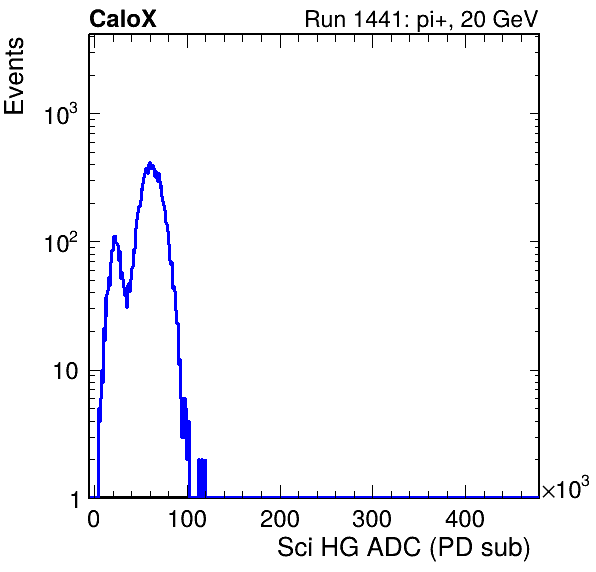 CaloX Run 1441: pi+, 20 GeV
Events
10³
10²
10
1
0 100 200 300 400 ×10³
Sci HG ADC (PD sub)